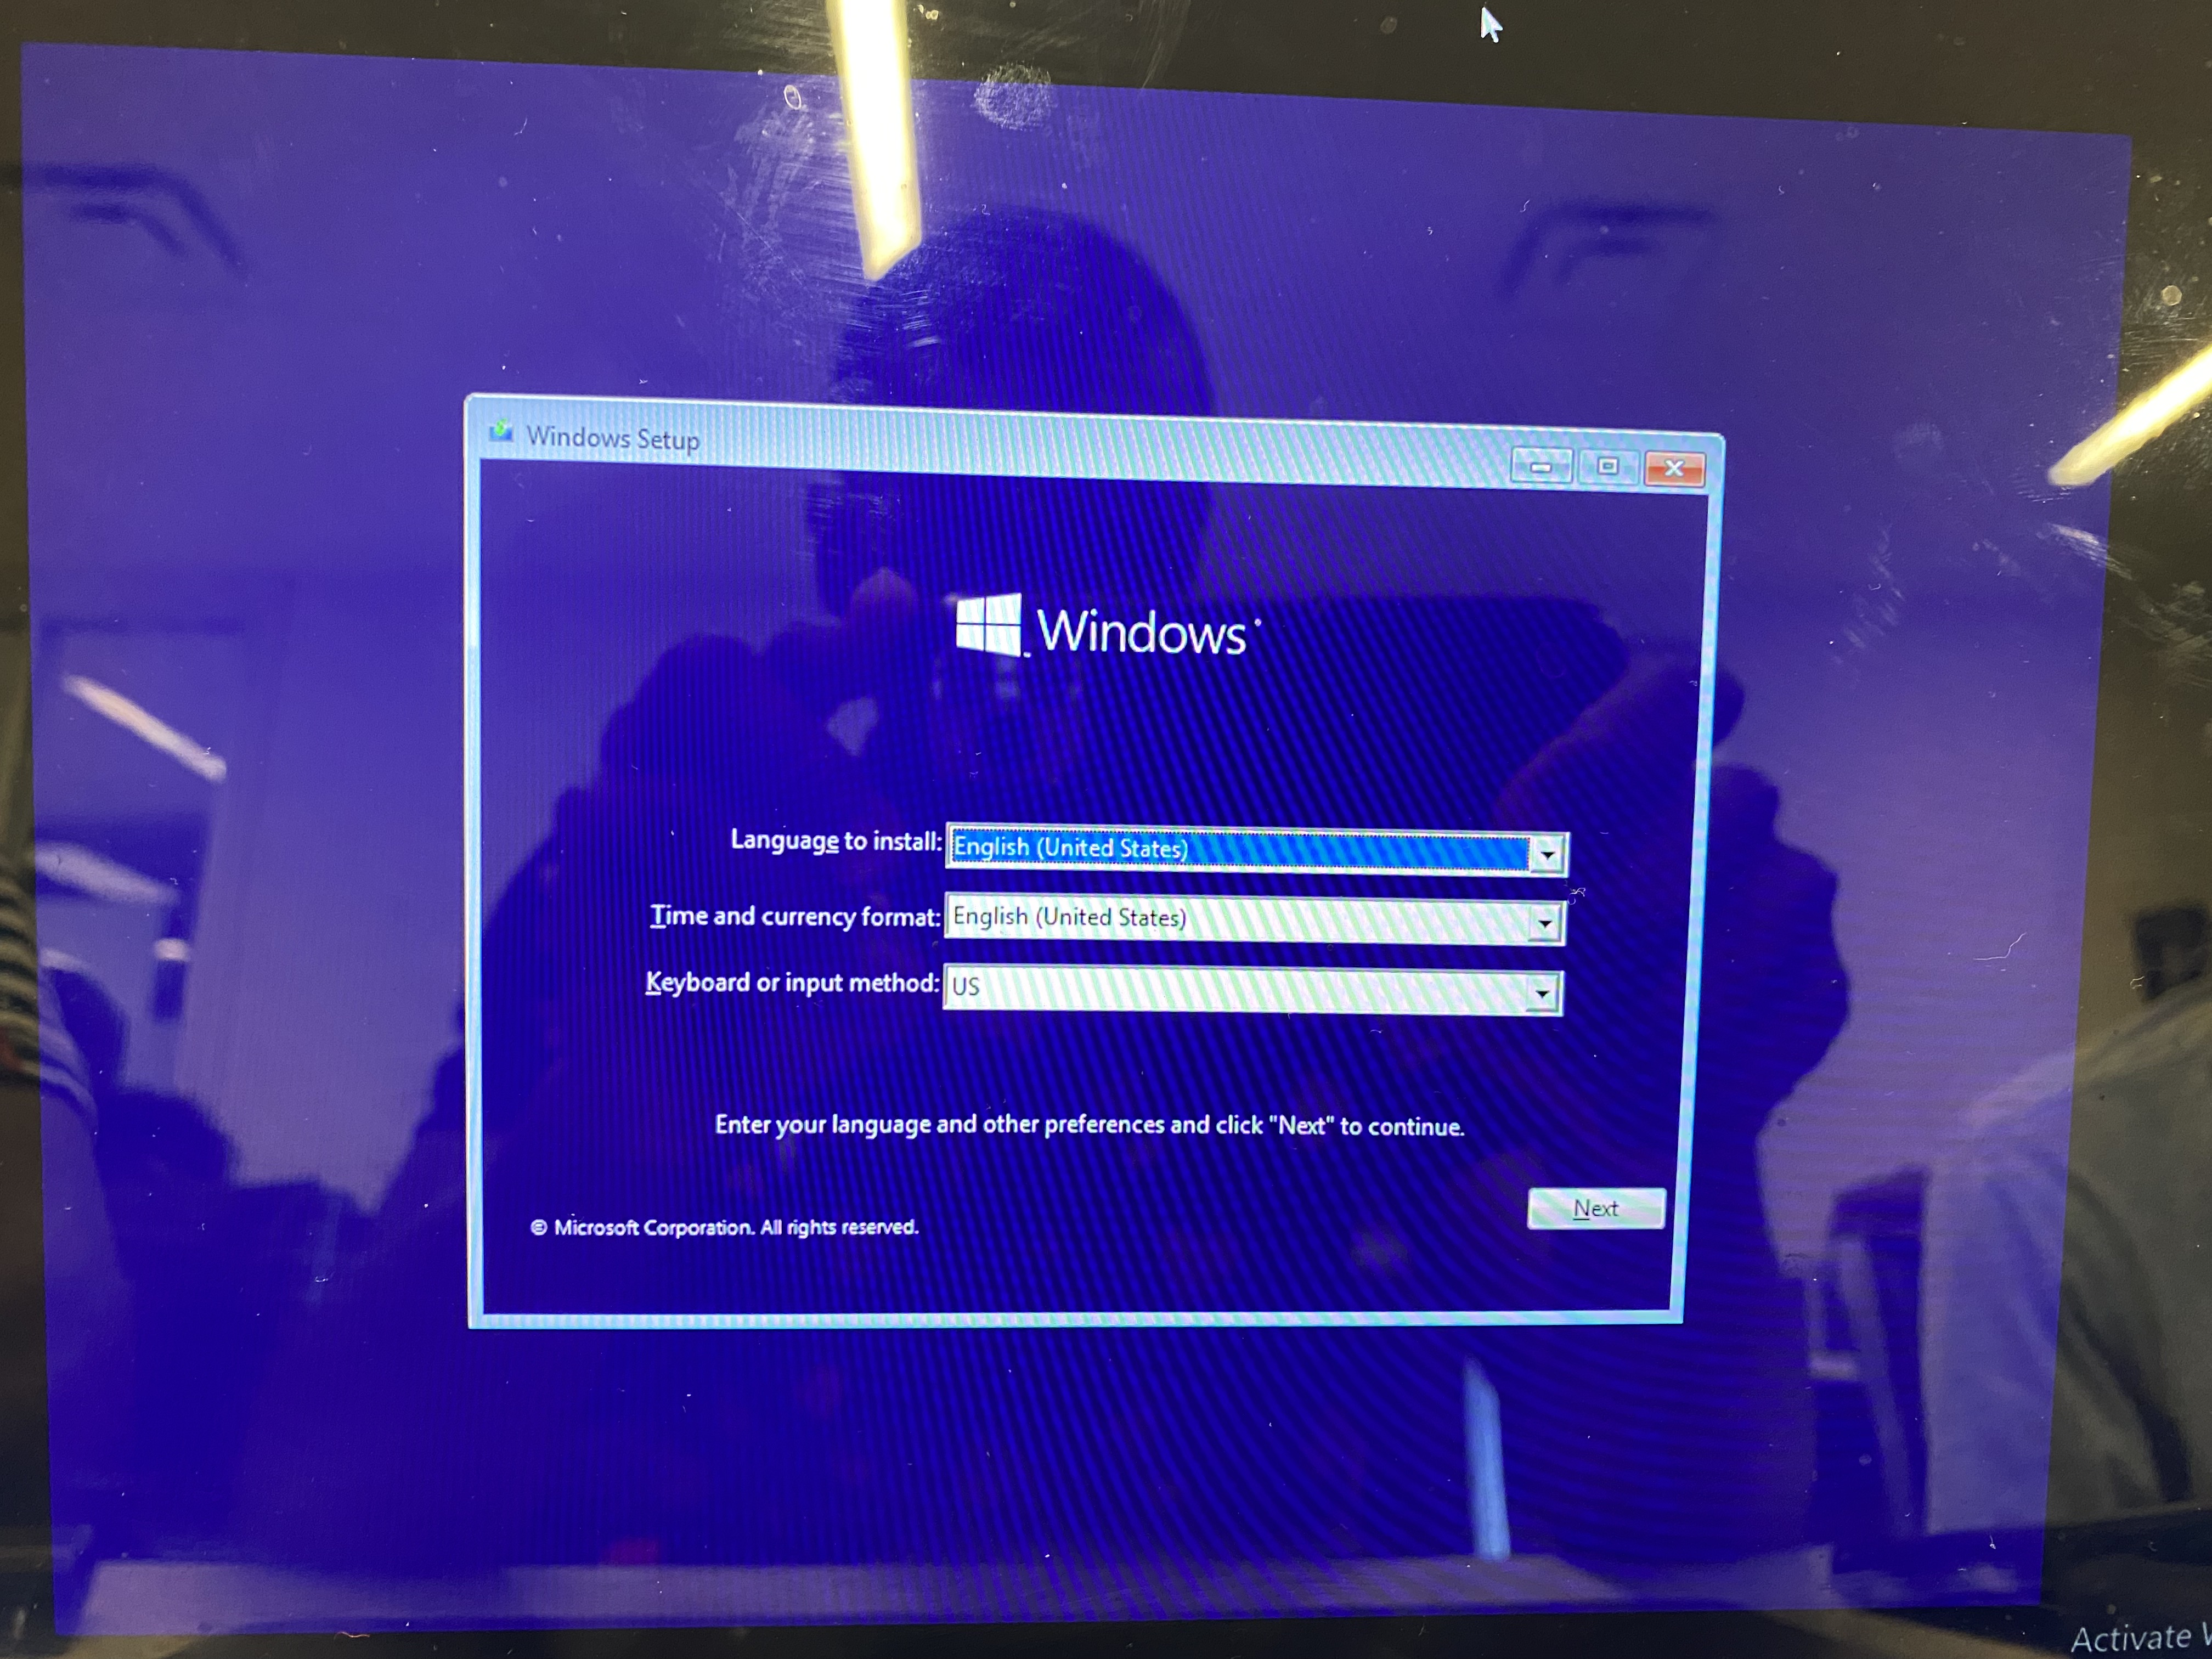 Windows Setup
Windows
Language to install: English (United States)
Time and currency format: English (United States)
Keyboard or input method: US
Enter your language and other preferences and click "Next" to continue.
Next
© Microsoft Corporation. All rights reserved.
Activate